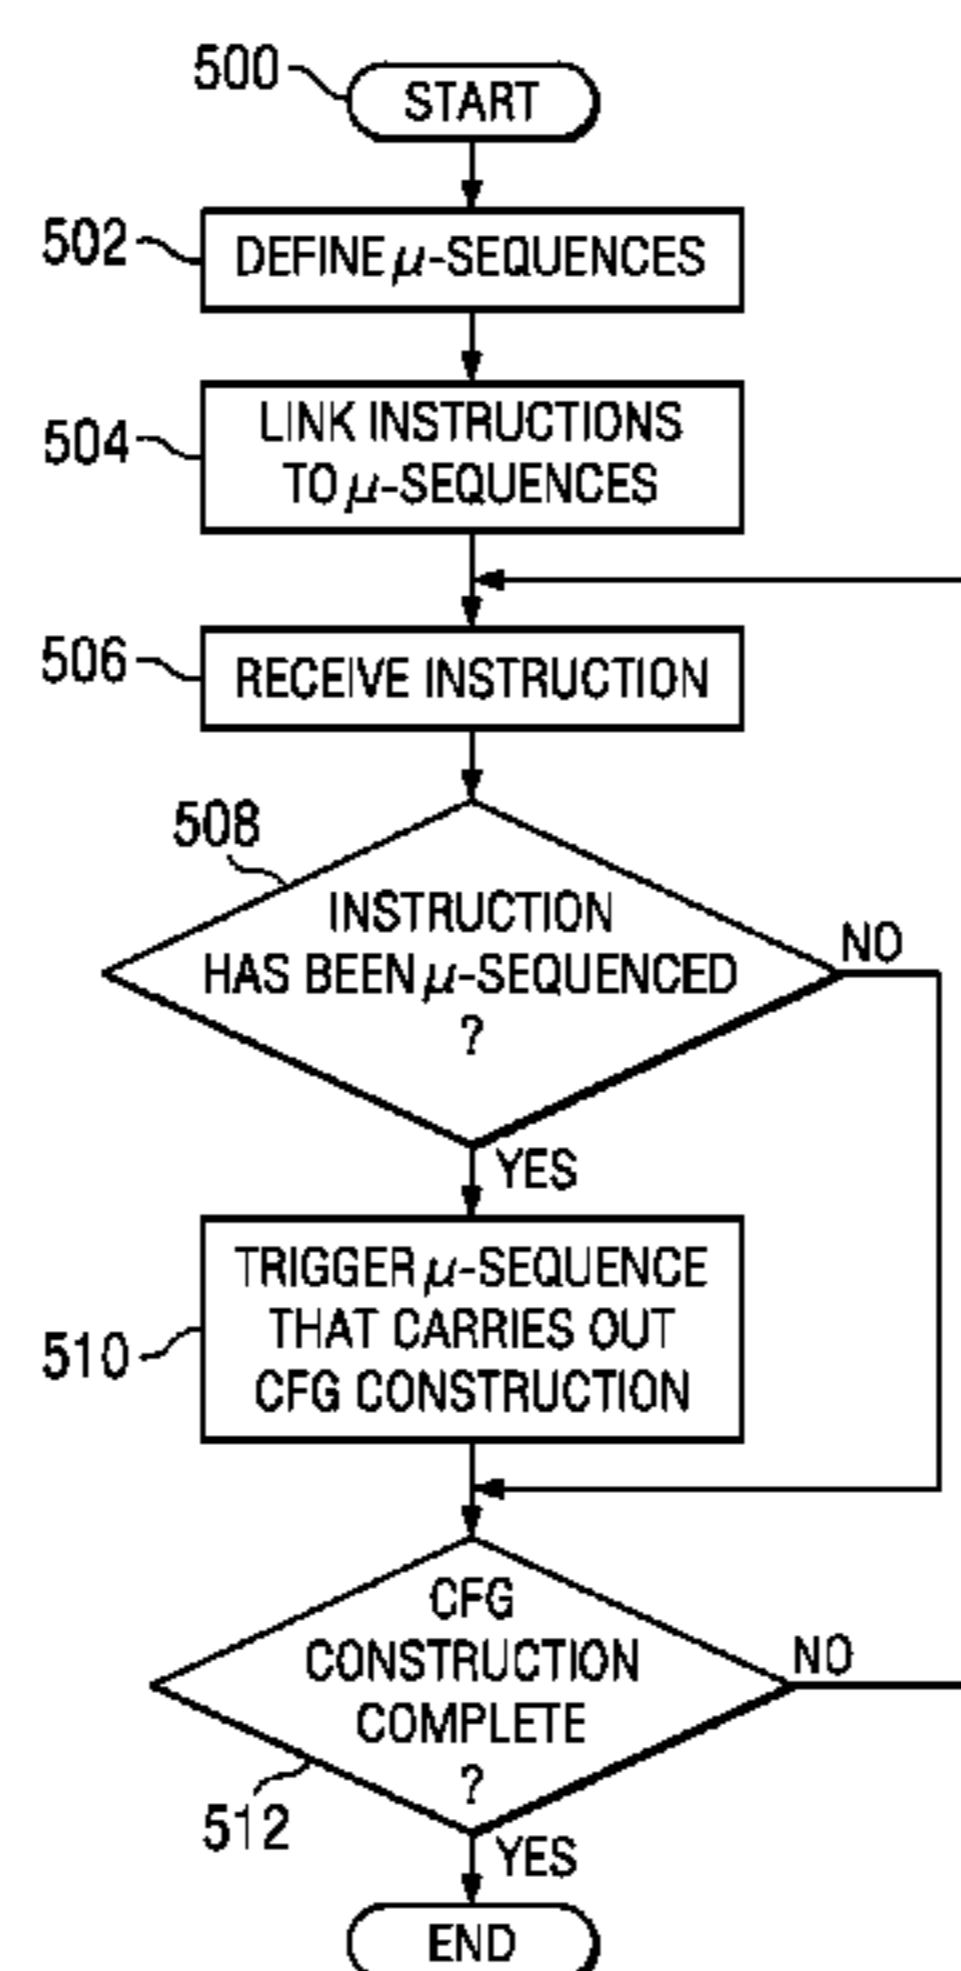 500
START
502
DEFINE μ-SEQUENCES
504
LINK INSTRUCTIONS
TO μ-SEQUENCES
506
RECEIVE INSTRUCTION
508
INSTRUCTION
HAS BEEN μ-SEQUENCED
?
NO
YES
510
TRIGGER μ-SEQUENCE
THAT CARRIES OUT
CFG CONSTRUCTION
CFG
CONSTRUCTION
COMPLETE
?
NO
512
YES
END